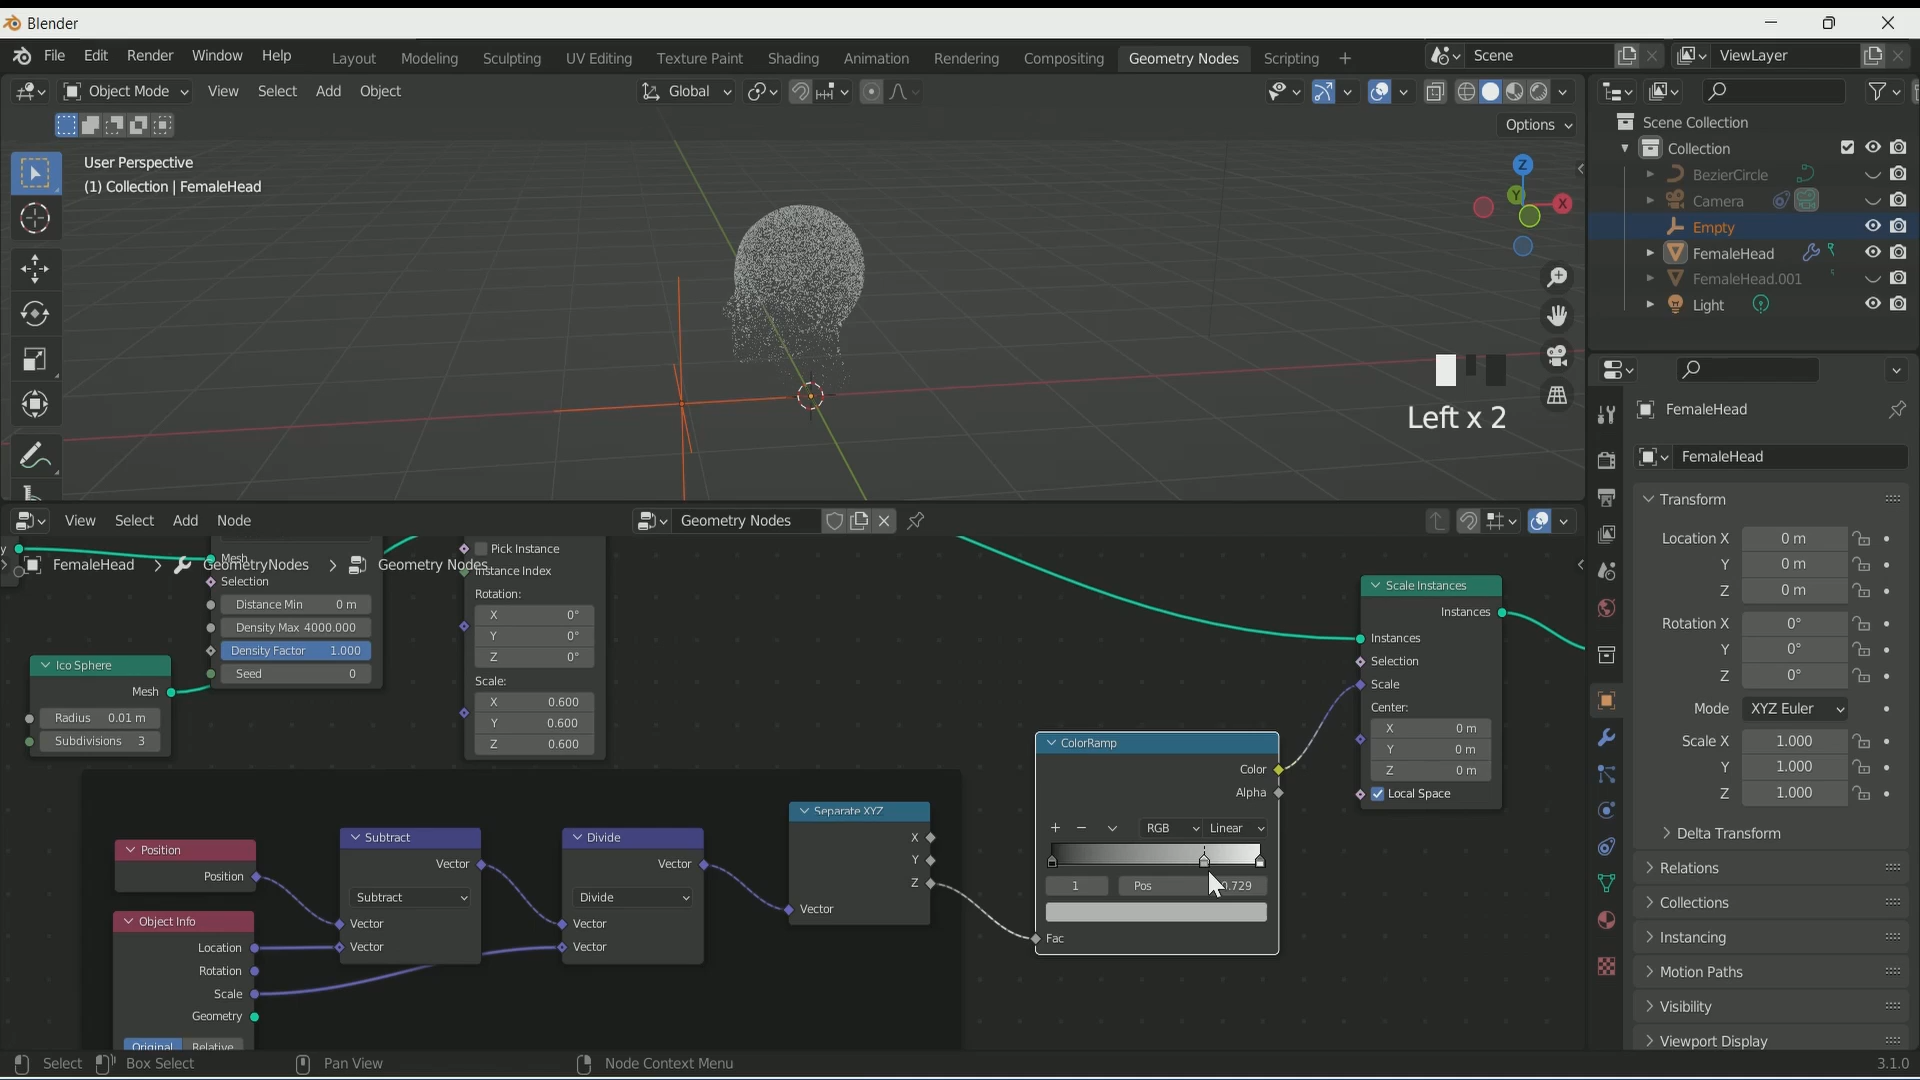 Blender
File Edit Render Window Help
Layout Modeling Sculpting UV Editing Texture Paint Shading Animation Rendering Compositing Geometry Nodes Scripting +
Scene
ViewLayer
Object Mode View Select Add Object
Global
Options
User Perspective
(1) Collection | FemaleHead
Z
Y
X
Left x 2
Scene Collection
Collection
BezierCircle
Camera
Empty
FemaleHead
FemaleHead.001
Light
FemaleHead
FemaleHead
Transform
Location X 0 m
Y 0 m
Z 0 m
Rotation X 0°
Y 0°
Z 0°
Mode XYZ Euler
Scale X 1.000
Y 1.000
Z 1.000
Delta Transform
Relations
Collections
Instancing
Motion Paths
Visibility
Viewport Display
View Select Add Node
Geometry Nodes
FemaleHead > GeometryNodes > Geometry Nodes
y
Mesh
Selection
Distance Min 0 m
Density Max 4000.000
Density Factor 1.000
Seed 0
Pick Instance
Instance Index
Rotation:
X 0°
Y 0°
Z 0°
Scale:
X 0.600
Y 0.600
Z 0.600
Ico Sphere
Mesh
Radius 0.01 m
Subdivisions 3
Position
Position
Object Info
Location
Rotation
Scale
Geometry
Original Relative
Subtract
Vector
Subtract
Vector
Vector
Divide
Vector
Divide
Vector
Vector
Separate XYZ
X
Y
Z
Vector
ColorRamp
Color
Alpha
+ − RGB Linear
1 Pos 0.729
Fac
Scale Instances
Instances
Instances
Selection
Scale
Center:
X 0 m
Y 0 m
Z 0 m
Local Space
Select Box Select Pan View Node Context Menu 3.1.0